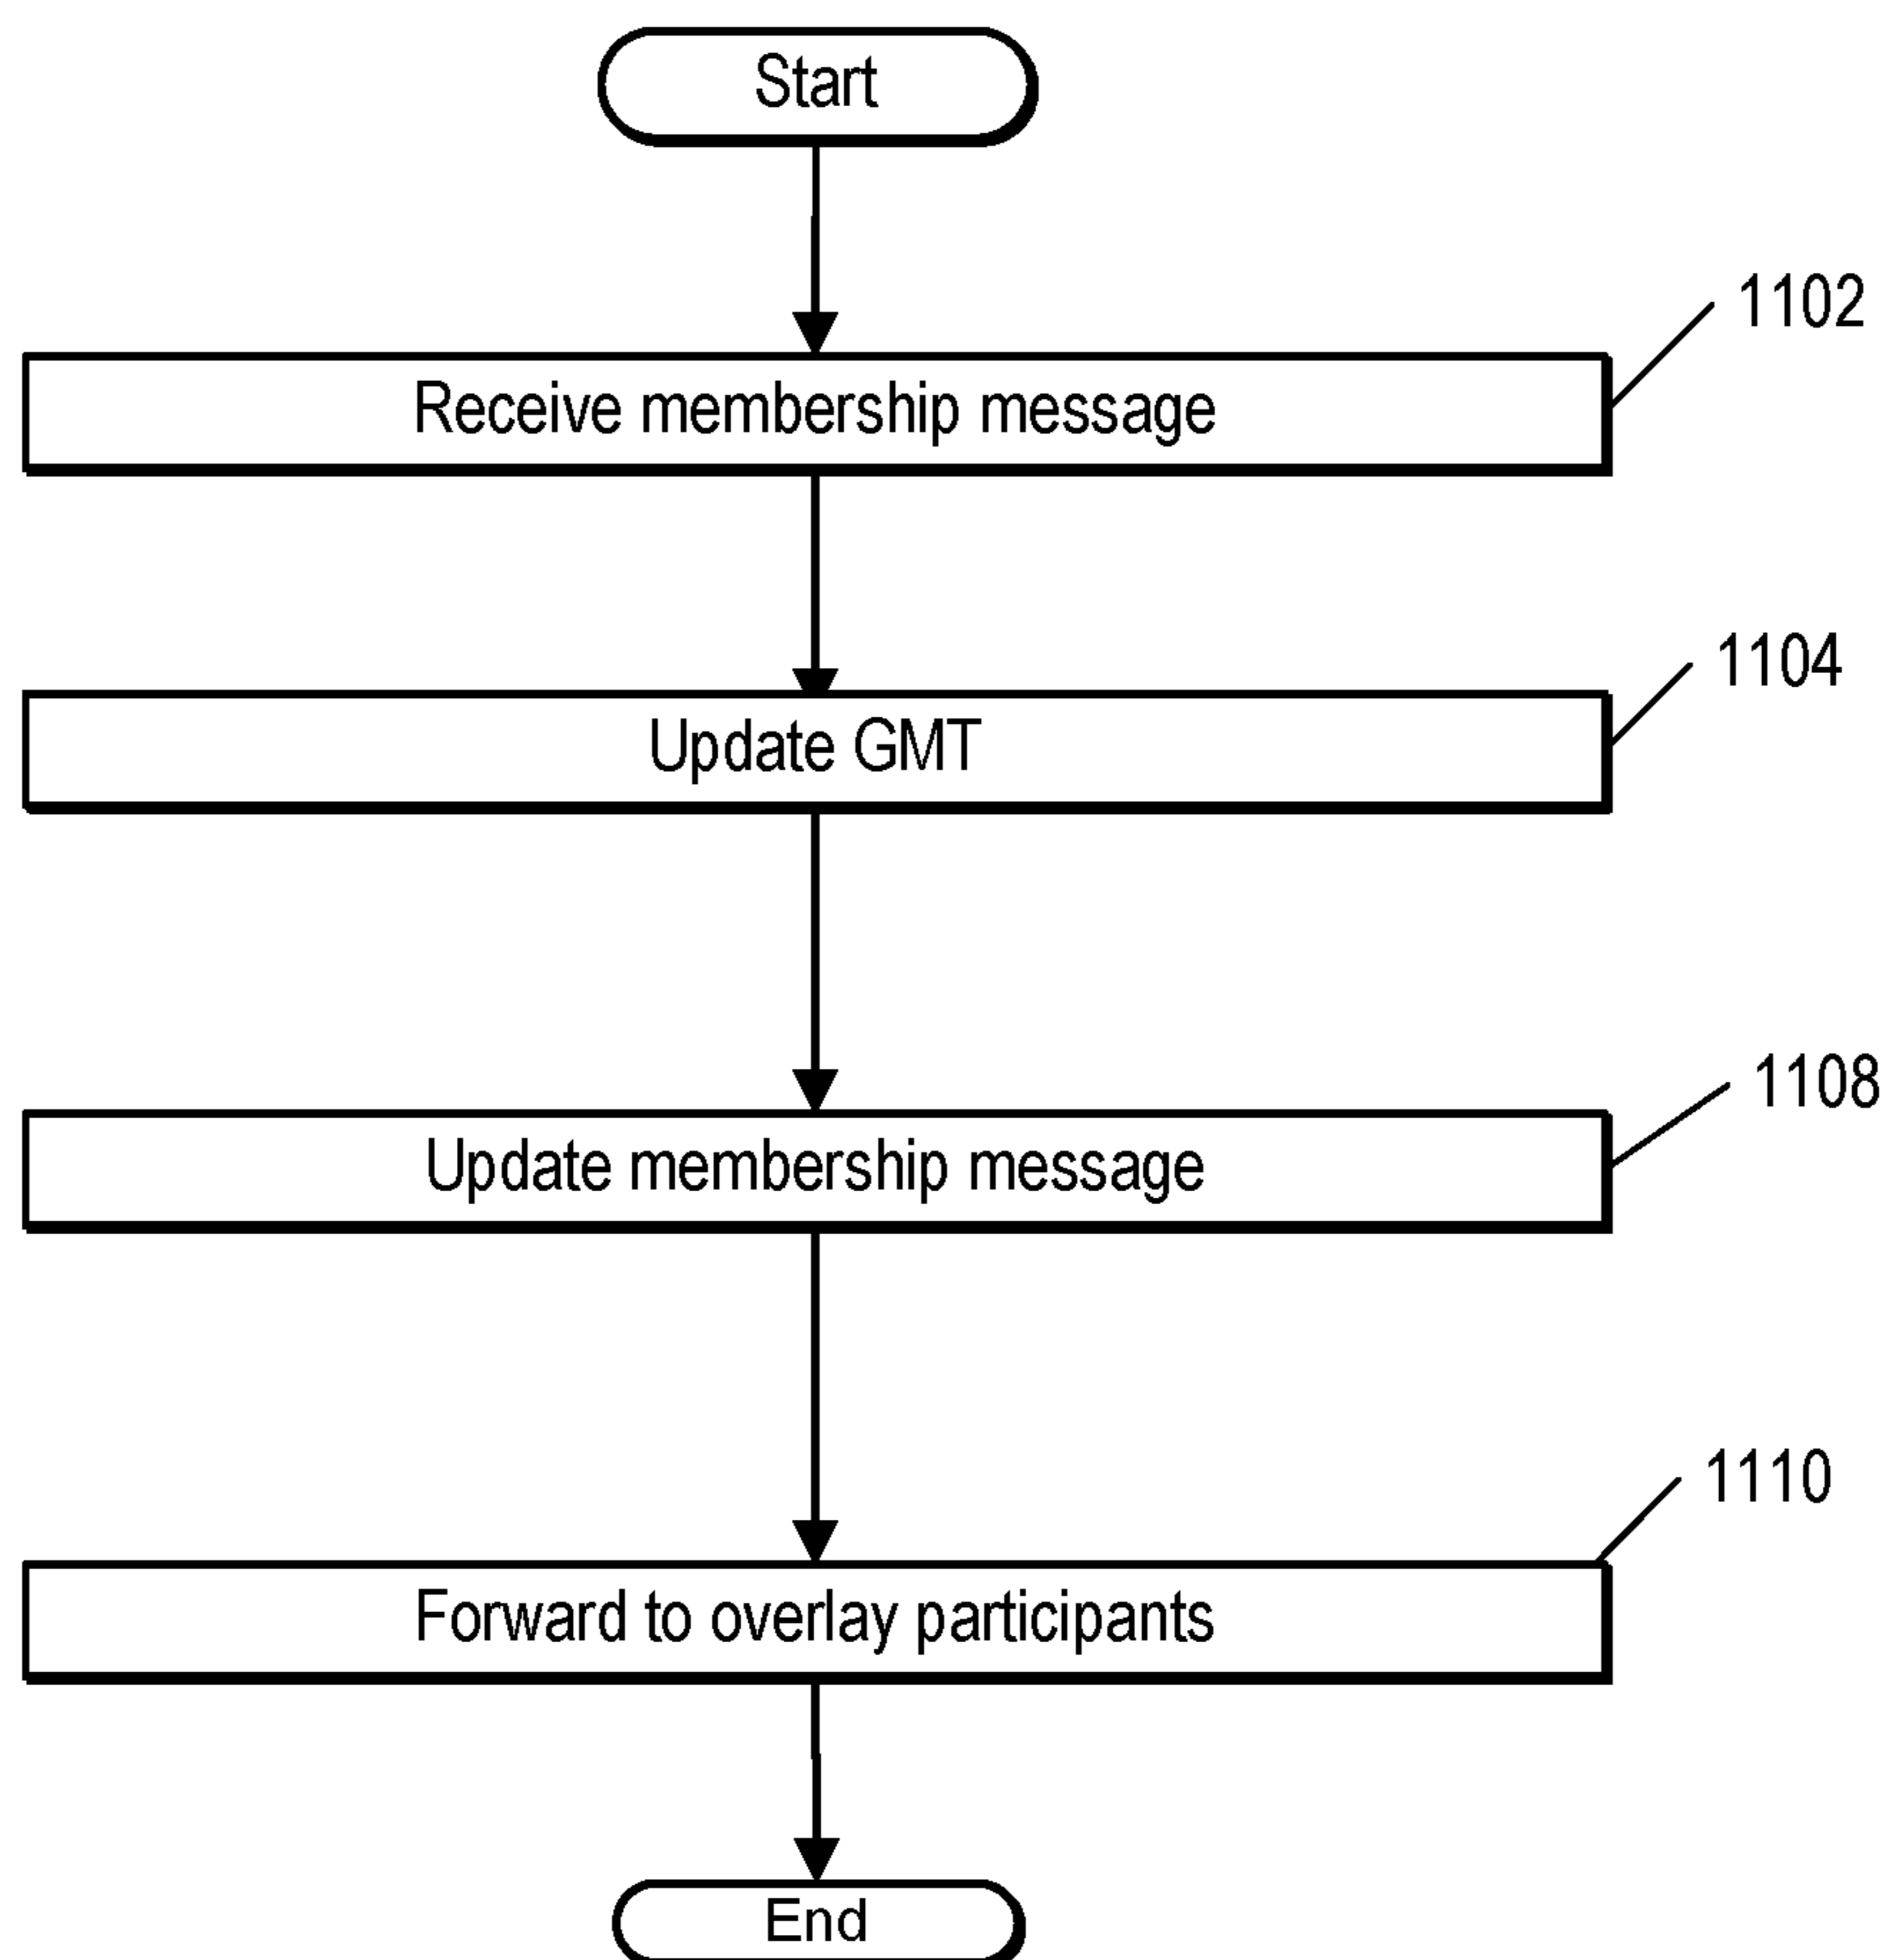 Start
1102
Receive membership message
1104
Update GMT
1108
Update membership message
1110
Forward to overlay participants
End